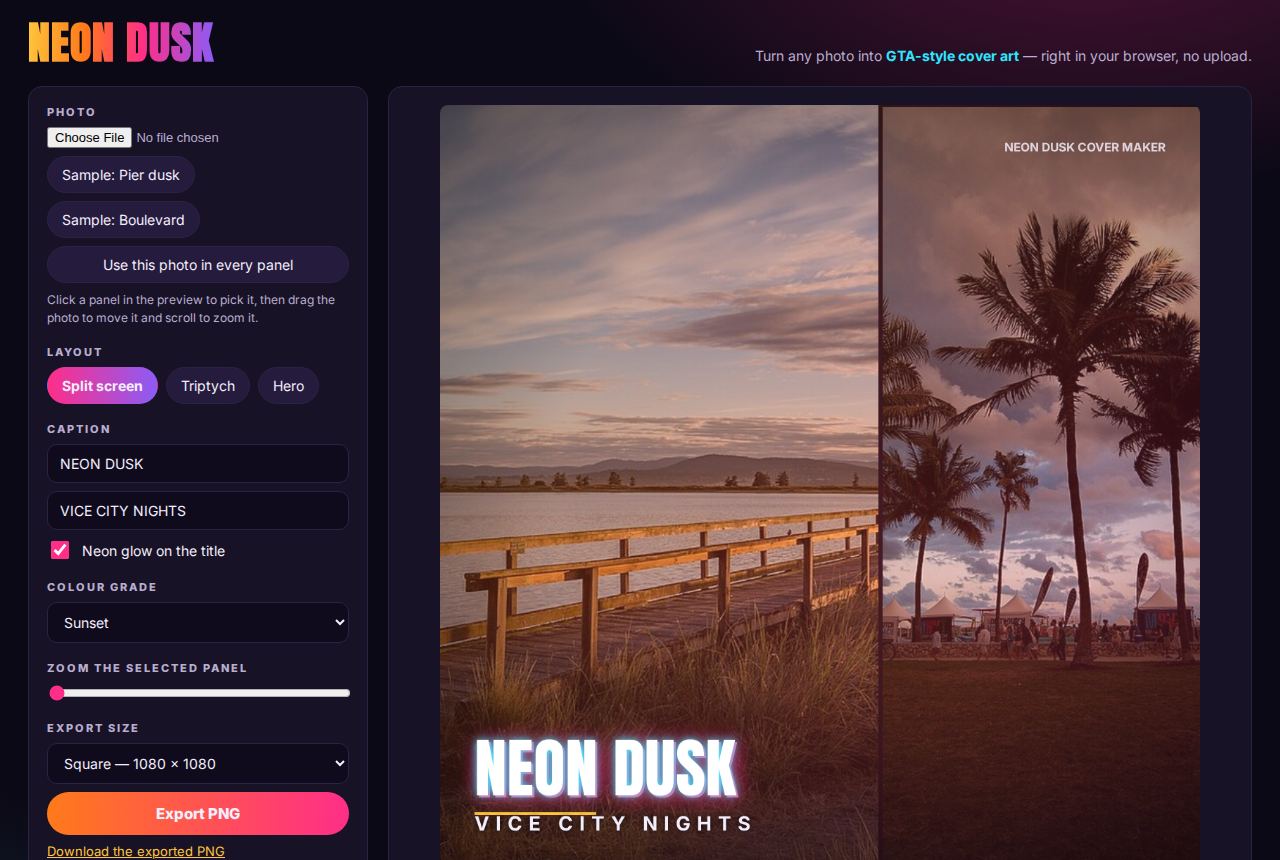 NEON DUSK
Turn any photo into GTA-style cover art — right in your browser, no upload.
PHOTO
Choose File No file chosen
Sample: Pier dusk
Sample: Boulevard
Use this photo in every panel
Click a panel in the preview to pick it, then drag the
photo to move it and scroll to zoom it.
LAYOUT
Split screen Triptych Hero
CAPTION
NEON DUSK
VICE CITY NIGHTS
Neon glow on the title
COLOUR GRADE
Sunset
ZOOM THE SELECTED PANEL
EXPORT SIZE
Square — 1080 × 1080
Export PNG
Download the exported PNG
NEON DUSK COVER MAKER
NEON DUSK
VICE CITY NIGHTS